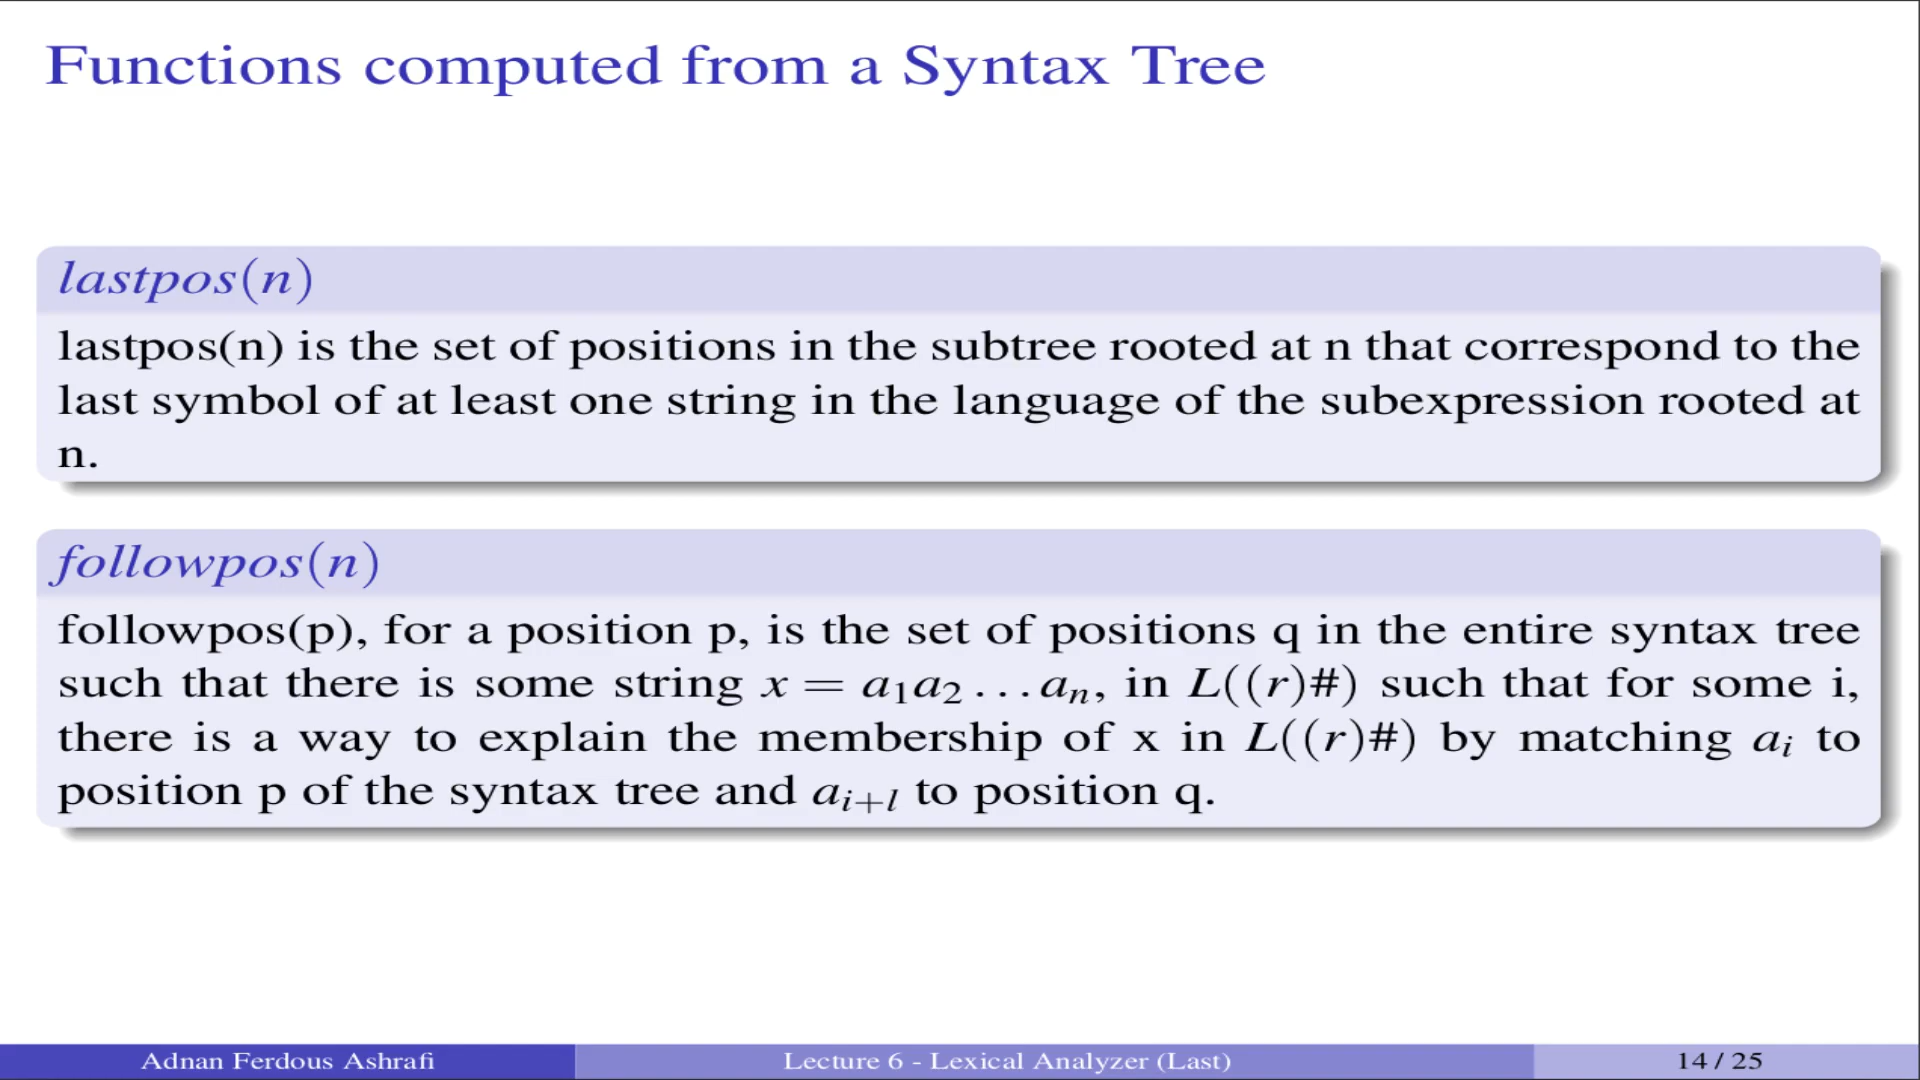 Functions computed from a Syntax Tree
lastpos(n)
lastpos(n) is the set of positions in the subtree rooted at n that correspond to the
last symbol of at least one string in the language of the subexpression rooted at
n.
followpos(n)
followpos(p), for a position p, is the set of positions q in the entire syntax tree
such that there is some string x = a₁a₂ … aₙ, in L((r)#) such that for some i,
there is a way to explain the membership of x in L((r)#) by matching aᵢ to
position p of the syntax tree and aᵢ₊ₗ to position q.
Adnan Ferdous Ashrafi
Lecture 6 - Lexical Analyzer (Last)
14 / 25